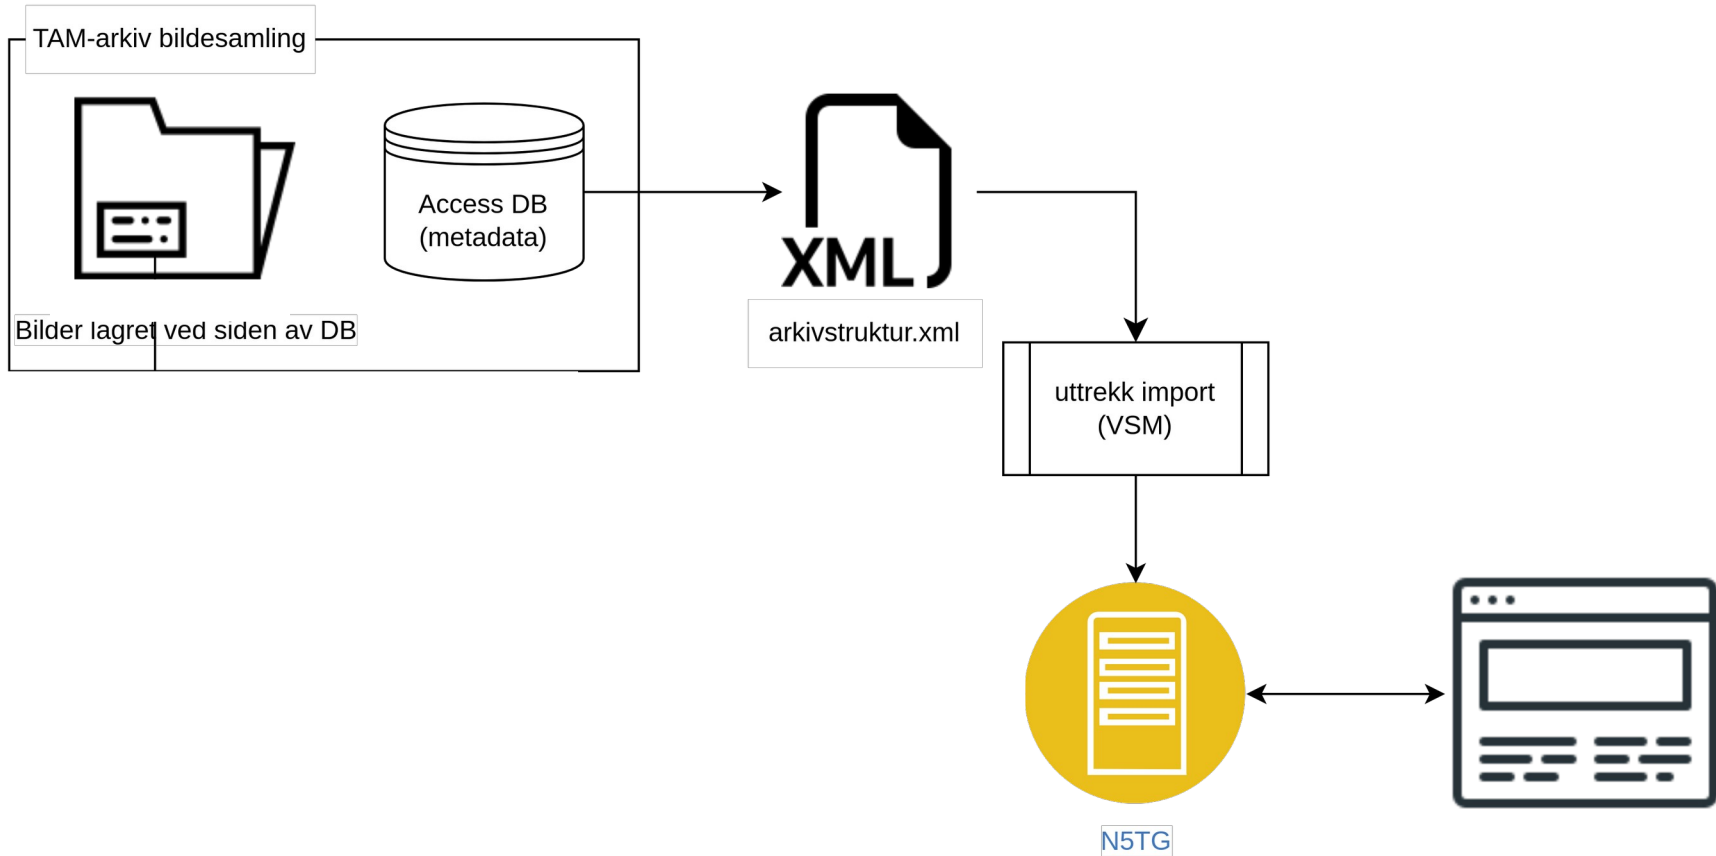 TAM-arkiv bildesamling
Access DB
(metadata)
Bilder lagret ved siden av DB
XML
arkivstruktur.xml
uttrekk import
(VSM)
N5TG